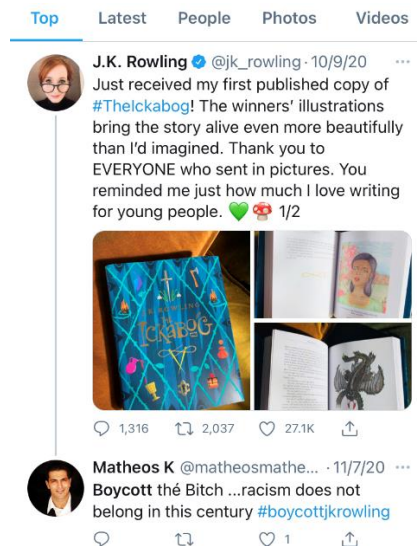 Top Latest People Photos Videos
J.K. Rowling @jk_rowling · 10/9/20 ···
Just received my first published copy of
#TheIckabog! The winners' illustrations
bring the story alive even more beautifully
than I'd imagined. Thank you to
EVERYONE who sent in pictures. You
reminded me just how much I love writing
for young people. 💚 🍄 1/2
J.K. ROWLING
THE
ICKABOG
1,316 2,037 27.1K
Matheos K @matheosmathe... · 11/7/20 ···
Boycott thé Bitch ...racism does not
belong in this century #boycottjkrowling
1